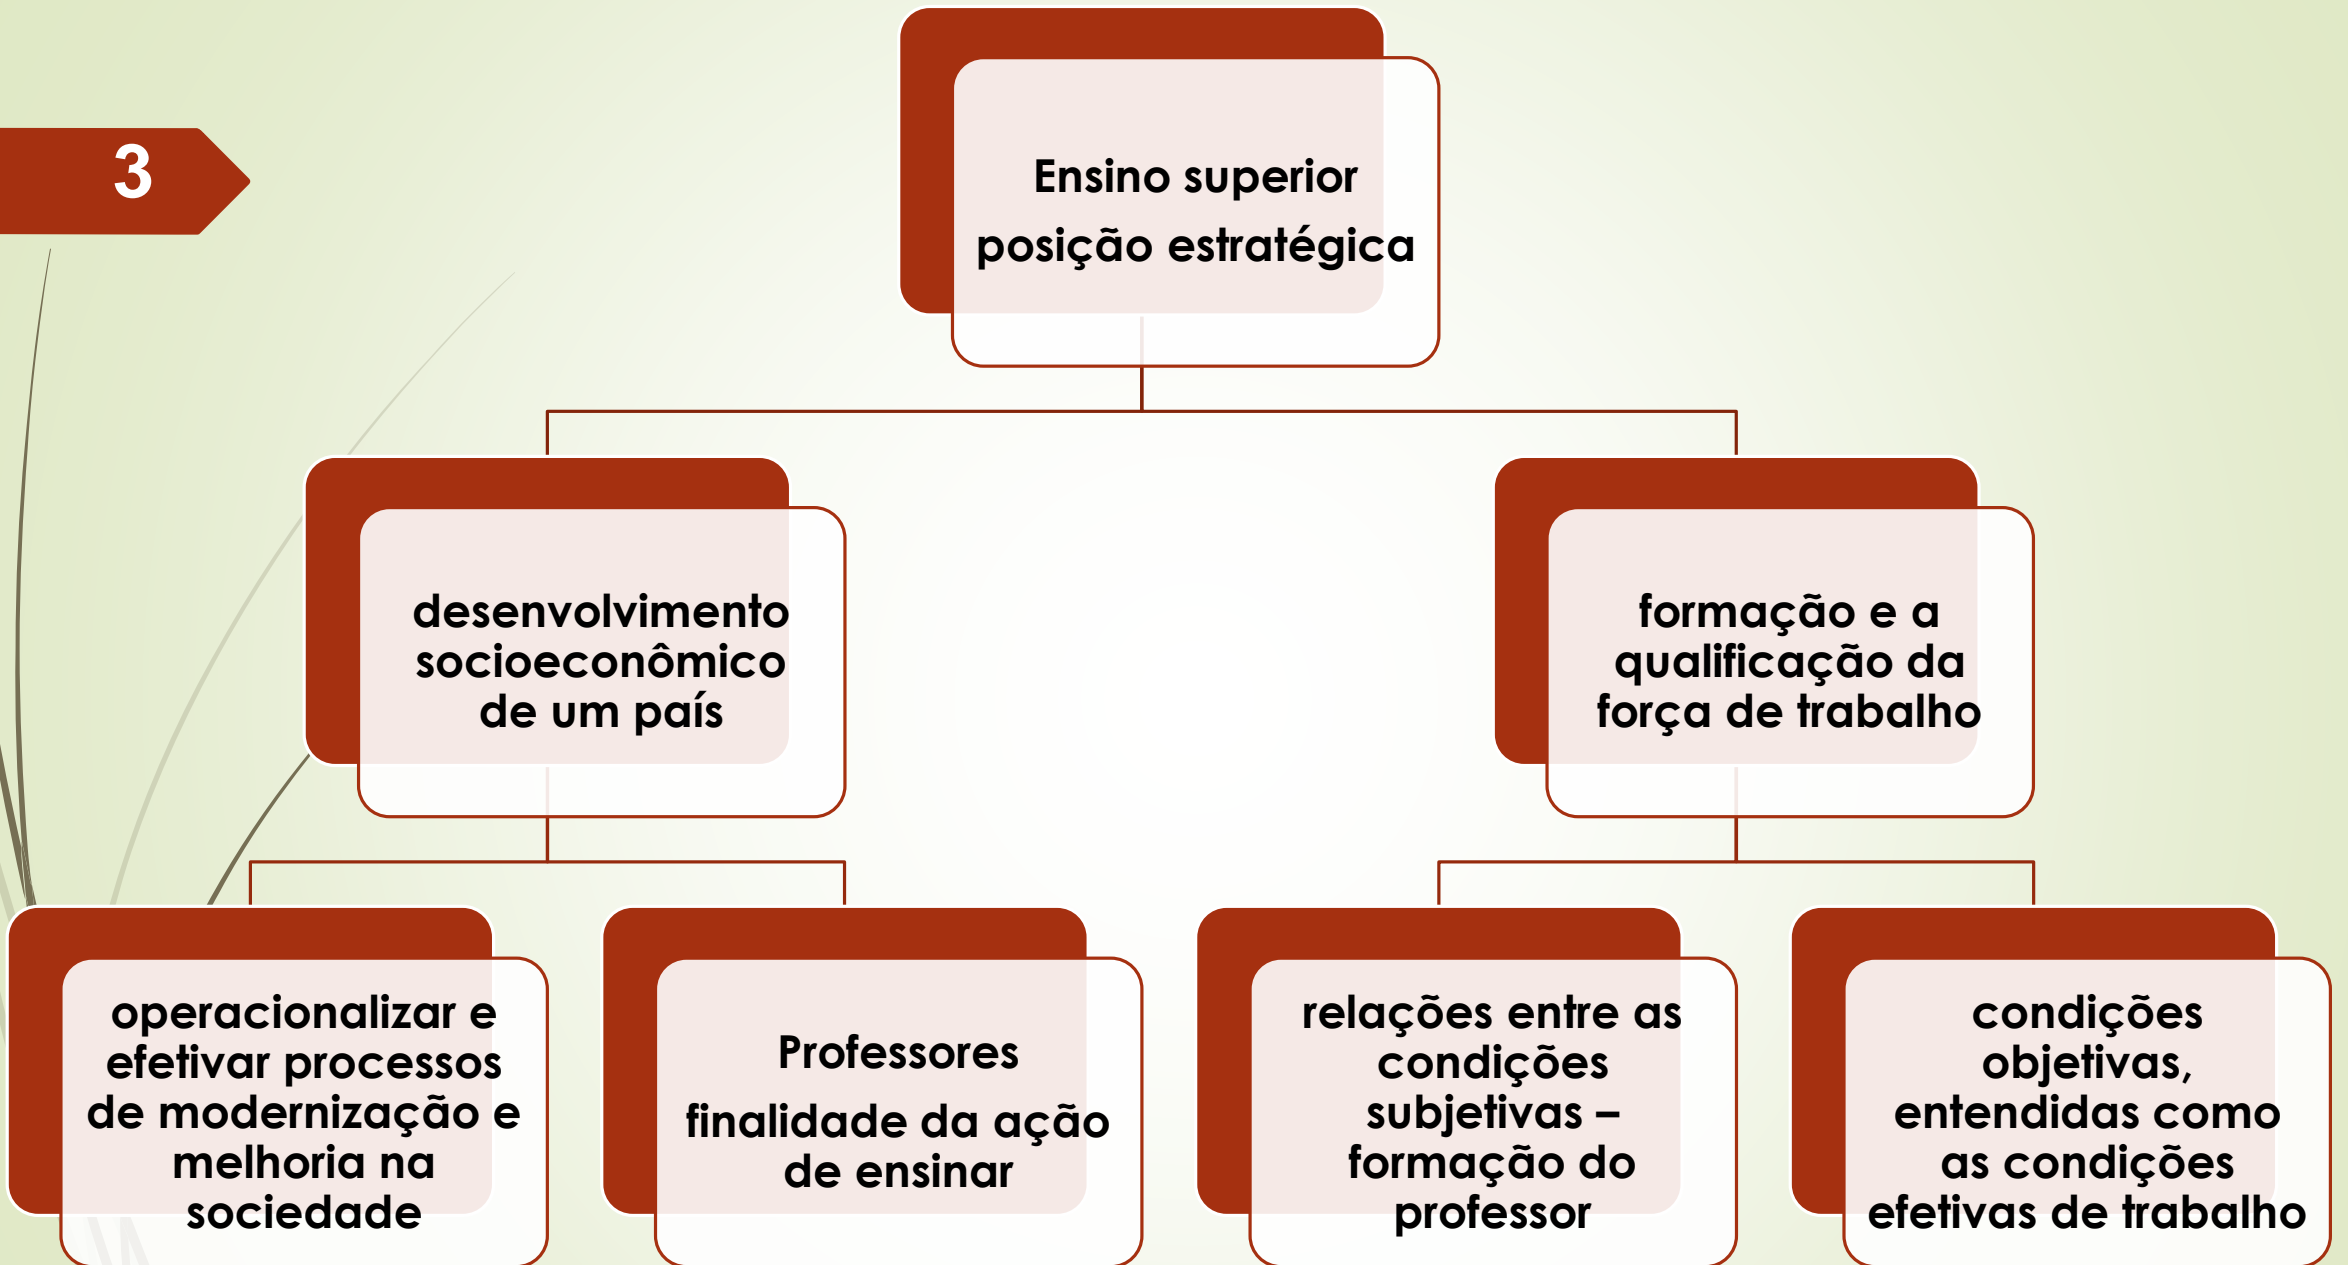 3
Ensino superior
posição estratégica
desenvolvimento
socioeconômico
de um país
formação e a
qualificação da
força de trabalho
operacionalizar e
efetivar processos
de modernização e
melhoria na
sociedade
Professores
finalidade da ação
de ensinar
relações entre as
condições
subjetivas –
formação do
professor
condições
objetivas,
entendidas como
as condições
efetivas de trabalho